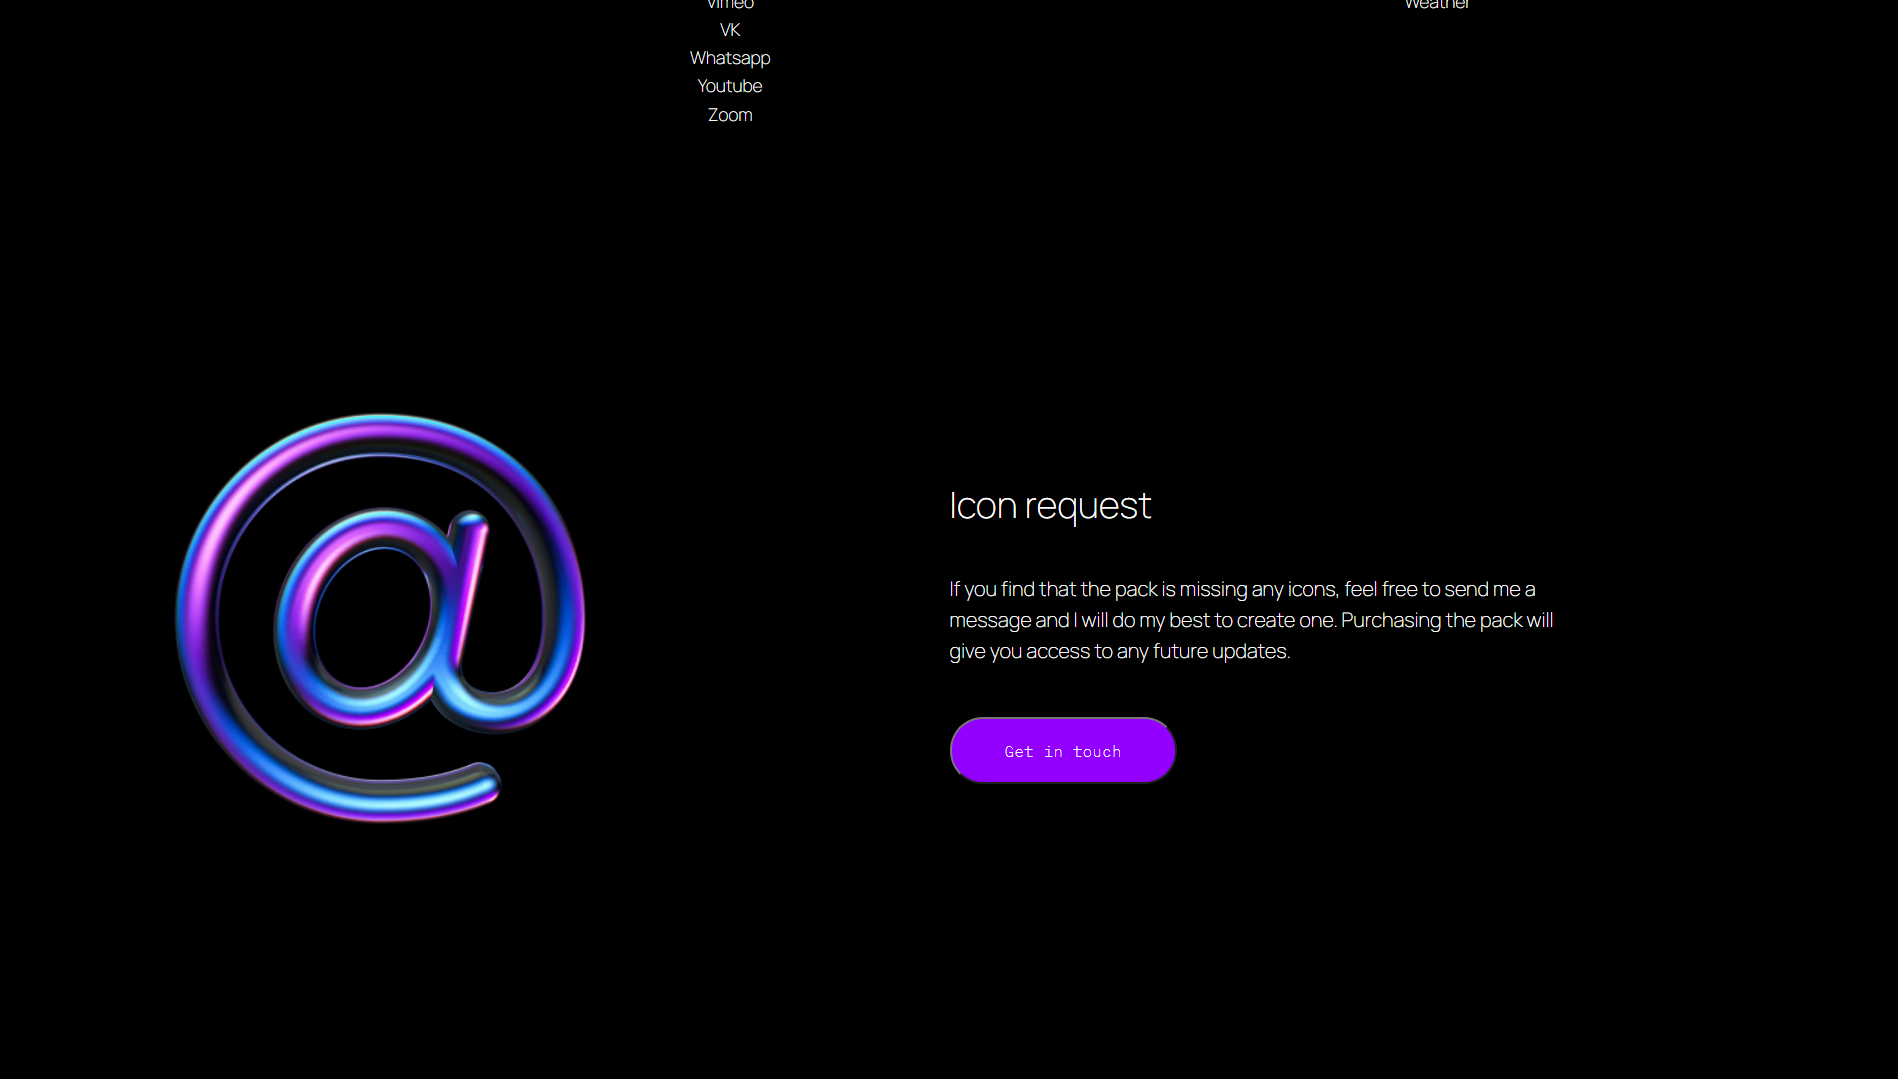 Vimeo
Weather
VK
Whatsapp
Youtube
Zoom
@
Icon request
If you find that the pack is missing any icons, feel free to send me a
message and I will do my best to create one. Purchasing the pack will
give you access to any future updates.
Get in touch